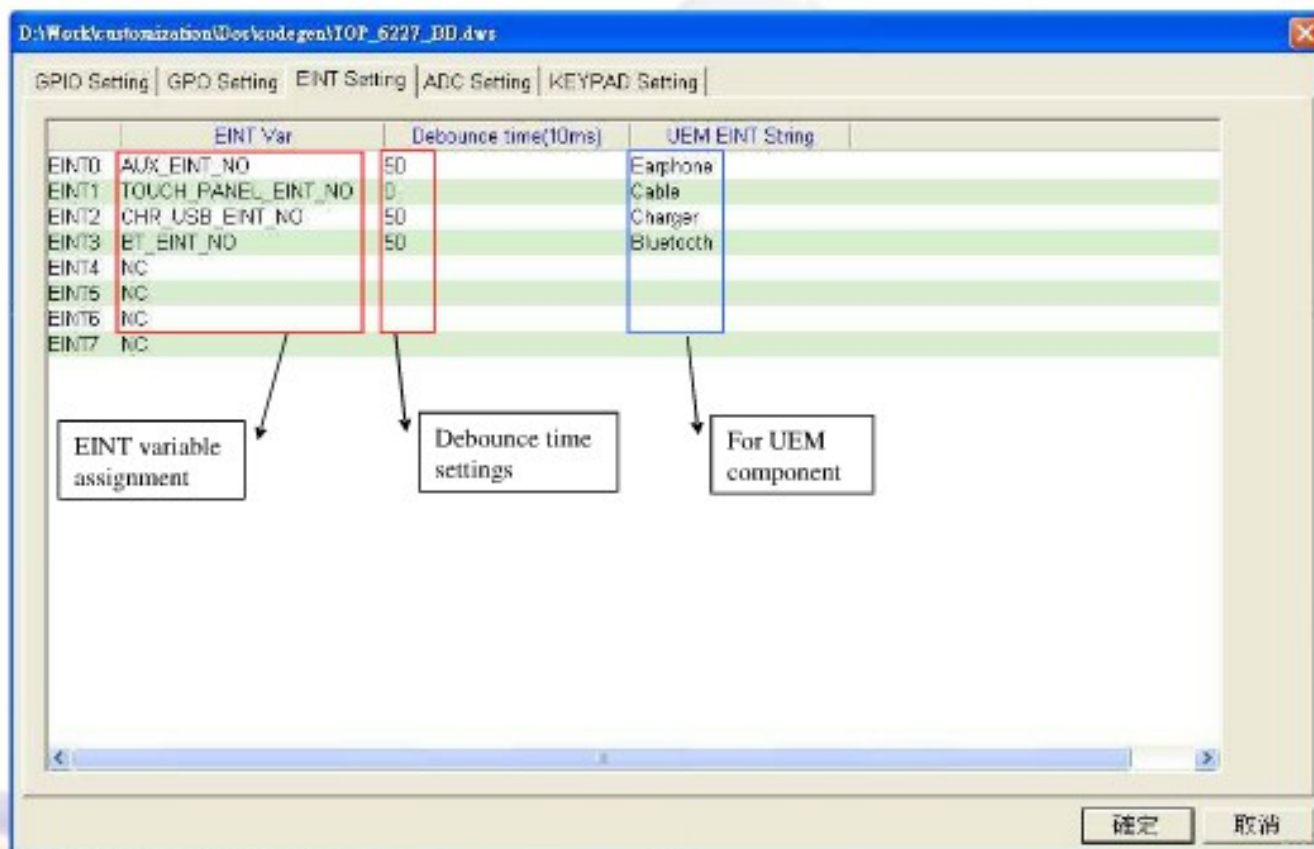 D:\Work\customization\Doc\codegen\TOP_6227_BB.dws
GPIO Setting GPO Setting EINT Setting ADC Setting KEYPAD Setting
EINT Var Debounce time(10ms) UEM EINT String
EINT0 AUX_EINT_NO 50 Earphone
EINT1 TOUCH_PANEL_EINT_NO 0 Cable
EINT2 CHR_USB_EINT_NO 50 Charger
EINT3 BT_EINT_NO 50 Bluetooth
EINT4 NC
EINT5 NC
EINT6 NC
EINT7 NC
EINT variable
assignment
Debounce time
settings
For UEM
component
確定 取消